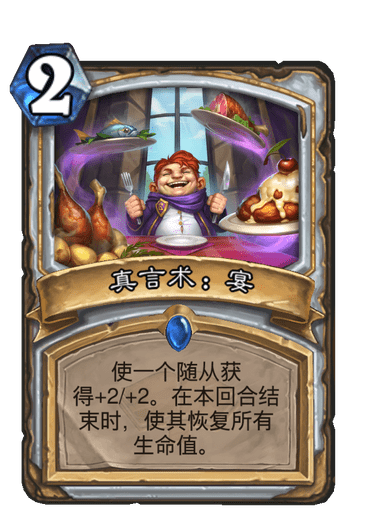 2
真言术：宴
使一个随从获
得+2/+2。在本回合结
束时，使其恢复所有
生命值。